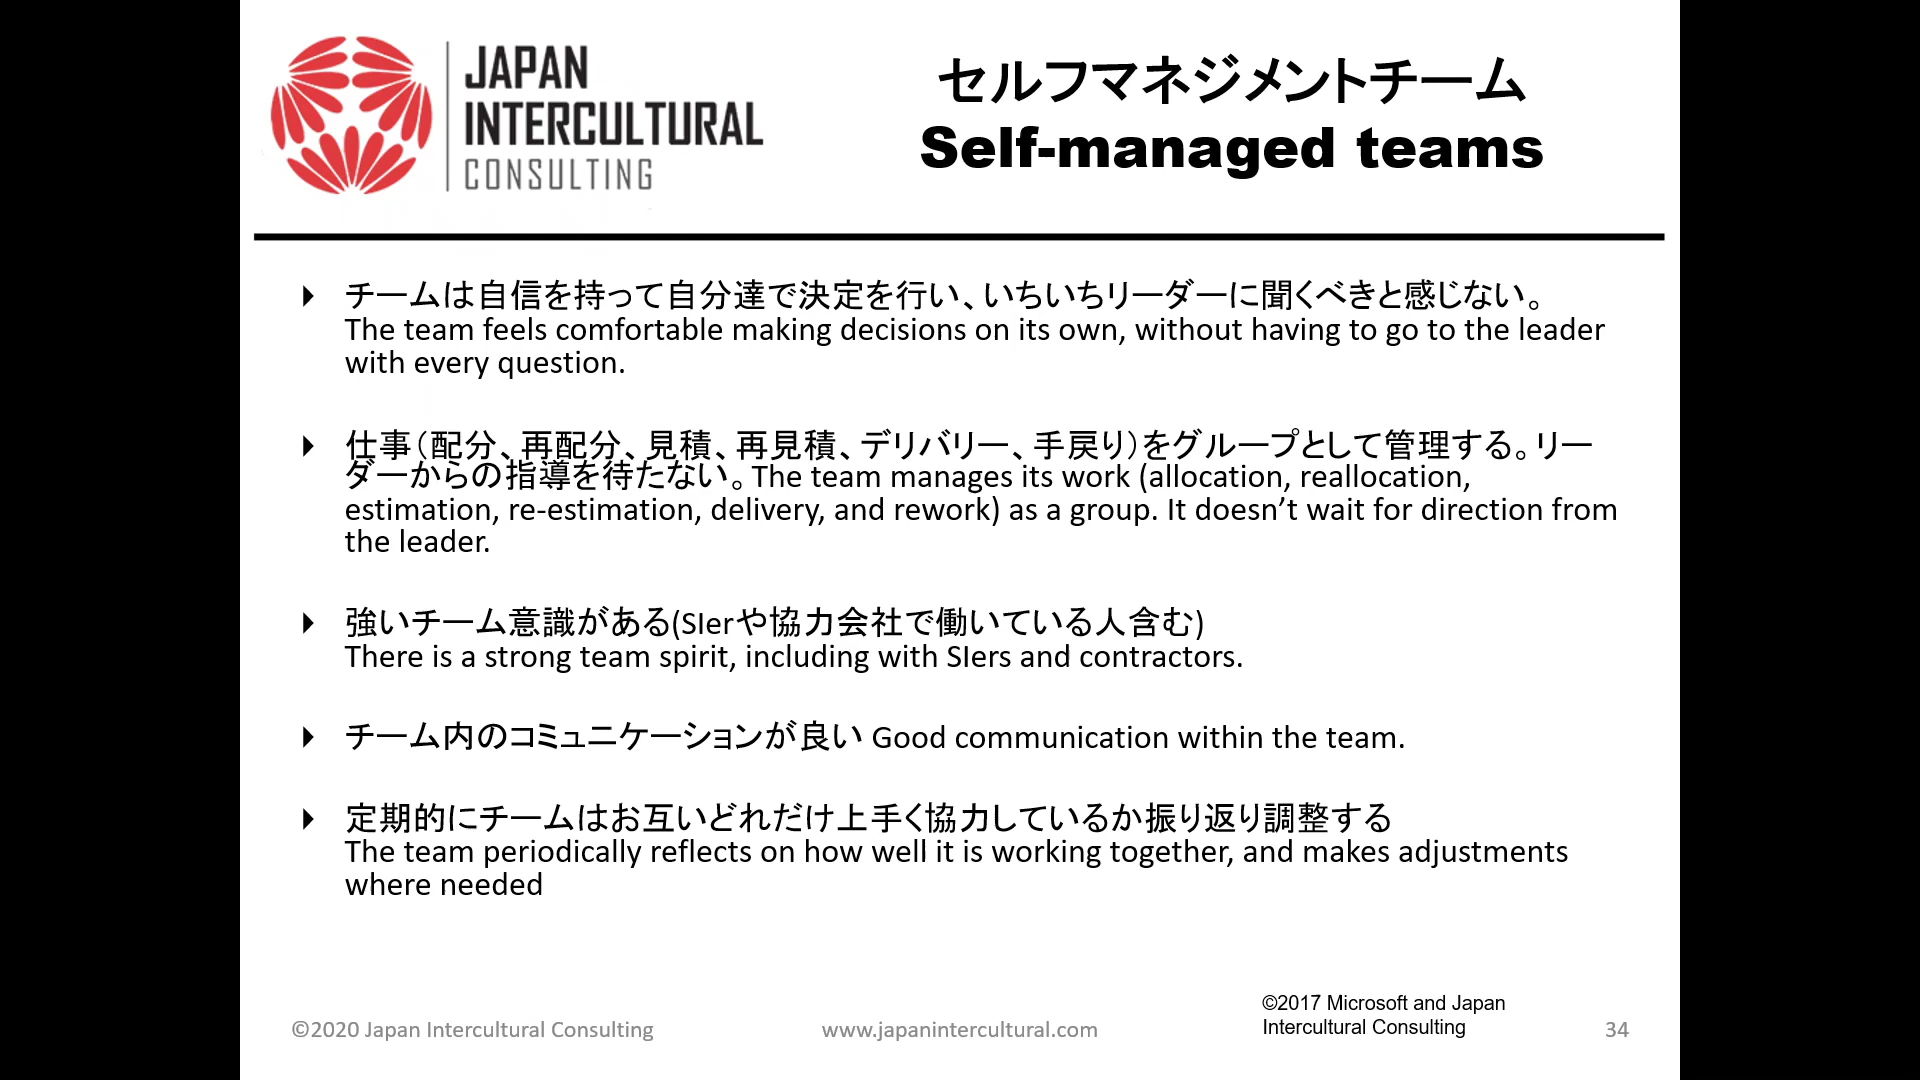 JAPAN
INTERCULTURAL
CONSULTING
セルフマネジメントチーム
Self-managed teams
チームは自信を持って自分達で決定を行い、いちいちリーダーに聞くべきと感じない。
The team feels comfortable making decisions on its own, without having to go to the leader
with every question.
仕事（配分、再配分、見積、再見積、デリバリー、手戻り）をグループとして管理する。リー
ダーからの指導を待たない。The team manages its work (allocation, reallocation,
estimation, re-estimation, delivery, and rework) as a group. It doesn’t wait for direction from
the leader.
強いチーム意識がある(SIerや協力会社で働いている人含む)
There is a strong team spirit, including with SIers and contractors.
チーム内のコミュニケーションが良い Good communication within the team.
定期的にチームはお互いどれだけ上手く協力しているか振り返り調整する
The team periodically reflects on how well it is working together, and makes adjustments
where needed
©2017 Microsoft and Japan
Intercultural Consulting
©2020 Japan Intercultural Consulting
www.japanintercultural.com
34